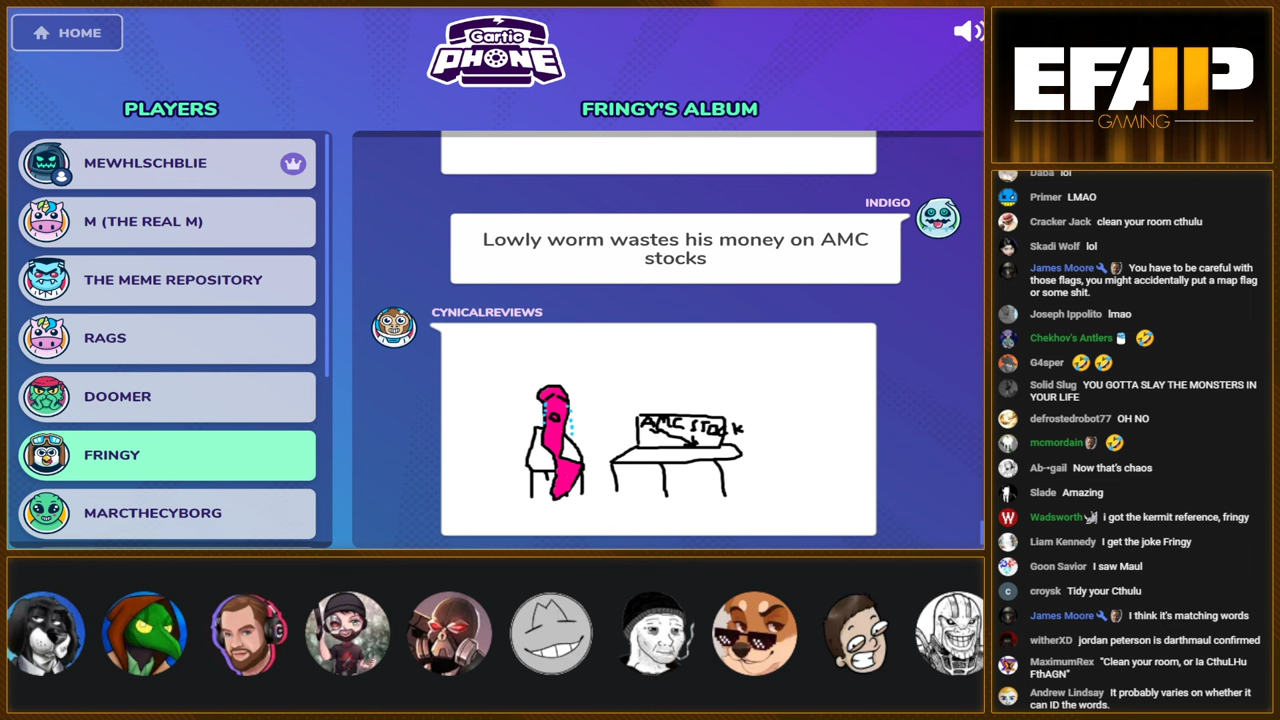 HOME
Gartic
PHONE
PLAYERS
MEWHLSCHBLIE
M (THE REAL M)
THE MEME REPOSITORY
RAGS
DOOMER
FRINGY
MARCTHECYBORG
FRINGY'S ALBUM
INDIGO
Lowly worm wastes his money on AMC
stocks
CYNICALREVIEWS
AMC STOCK
EFAP
GAMING
Daba lol
Primer LMAO
Cracker Jack clean your room cthulu
Skadi Wolf lol
James Moore You have to be careful with
those flags, you might accidentally put a map flag
or some shit.
Joseph Ippolito lmao
Chekhov's Antlers
G4sper
Solid Slug YOU GOTTA SLAY THE MONSTERS IN
YOUR LIFE
defrostedrobot77 OH NO
mcmordain
Ab--gail Now that's chaos
Slade Amazing
Wadsworth i got the kermit reference, fringy
Liam Kennedy I get the joke Fringy
Goon Savior I saw Maul
croysk Tidy your Cthulu
James Moore I think it's matching words
witherXD jordan peterson is darthmaul confirmed
MaximumRex "Clean your room, or Ia CthuLHu
FthAGN"
Andrew Lindsay It probably varies on whether it
can ID the words.